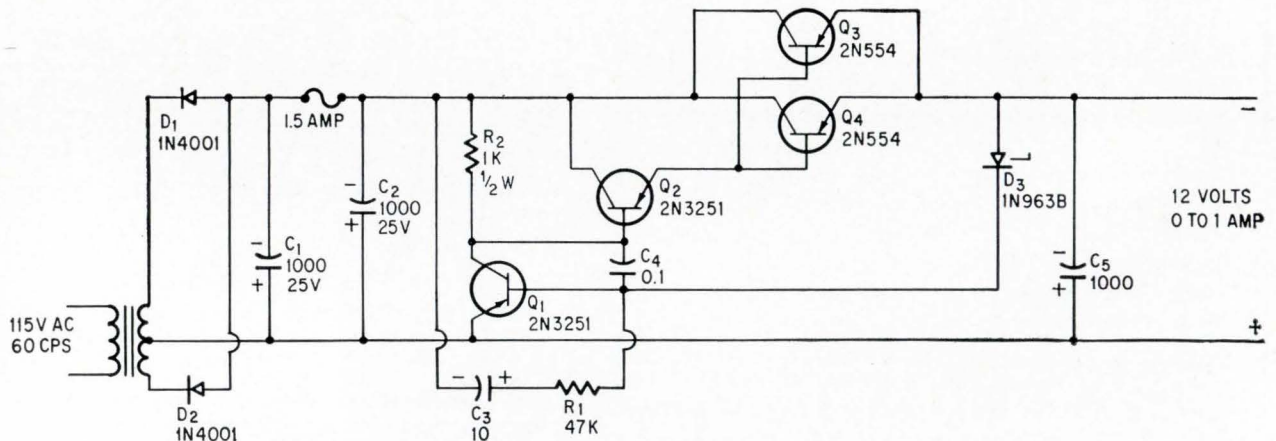 Q3
2N554
Q4
2N554
D1
1N4001
1.5 AMP
R2
1K
1/2 W
Q2
2N3251
D3
1N963B
12 VOLTS
0 TO 1 AMP
−
−
C2
1000
25V
+
−
C1
1000
25V
+
C4
0.1
−
C5
1000
+
Q1
2N3251
115V AC
60 CPS
+
D2
1N4001
− +
C3
10
R1
47K